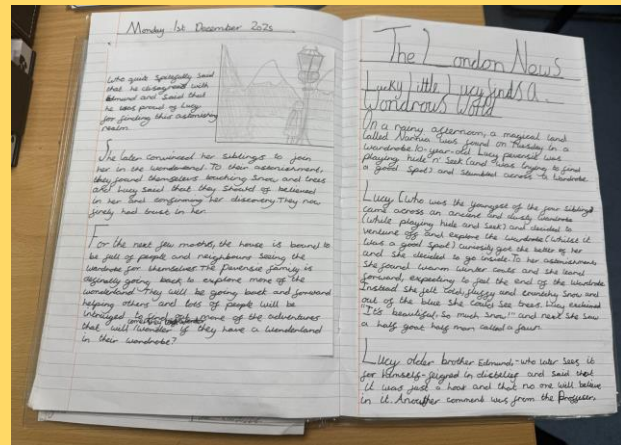 Monday 1st December 2025
who quite spitefully said
that he disagreed with
Edmund and said that
he was proud of Lucy
for finding this astonishing
realm.
She later convinced her siblings to join
her in the wonderland. To their astonishment,
they found themselves touching snow and trees
and Lucy said that they should of believed
in her and confirming her discovery. They now
surely had trust in her.
For the next few months, the house is bound to
be full of people and neighbours seeing the
wardrobe for themselves. The Pevensie family is
definatly going back to explore more of the
wonderland. They will be going back and forward
helping others and lots of people will be
intruiged to find out more of the adventures
that will wonder if they have a wonderland
in their wardrobe?
The London News
Lucky Little Lucy finds A
Wondrous World
On a rainy afternoon, a magical land
called Narnia was found on Tuesday in a
wardrobe. 10-year-old Lucy Pevensie was
playing hide n' Seek (and was trying to find
a good spot) and stumbled across a wardrobe.
Lucy (who was the youngest of the four siblings)
came across an ancient and dusty wardrobe
(while playing hide and seek) and decided to
venture off and explore the wardrobe (whilst it
was a good spot) curiosity got the better of her
and she decided to go inside. To her astonishment,
she found warm winter coats and she leant
forward, expecting to feel the end of the wardrobe
Instead she felt cold, fluffy and crunchy snow and
out of the blue she could see trees. Lucy exclaimed
"It's beautiful, so much snow!" and next she saw
a half goat half man called a faun.
Lucy older brother Edmund-who later sees it
for himself-feigned in disbelief and said that
it was just a hoax and that no one will believe
in it. Another comment was from the Professor,